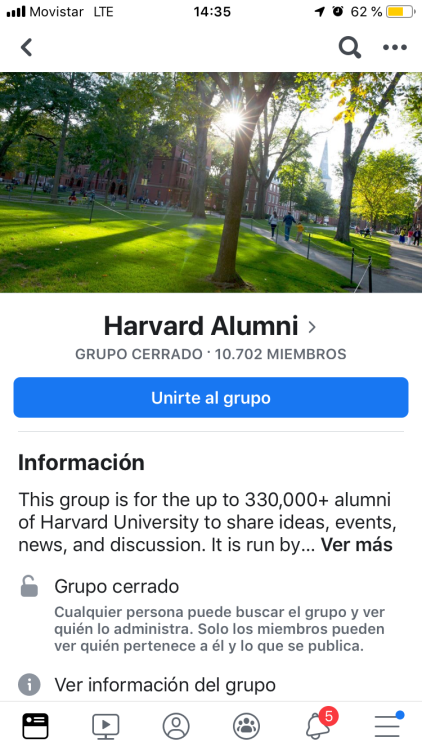 Movistar LTE 14:35 62 %
Harvard Alumni
GRUPO CERRADO · 10.702 MIEMBROS
Unirte al grupo
Información
This group is for the up to 330,000+ alumni
of Harvard University to share ideas, events,
news, and discussion. It is run by... Ver más
Grupo cerrado
Cualquier persona puede buscar el grupo y ver
quién lo administra. Solo los miembros pueden
ver quién pertenece a él y lo que se publica.
Ver información del grupo
5